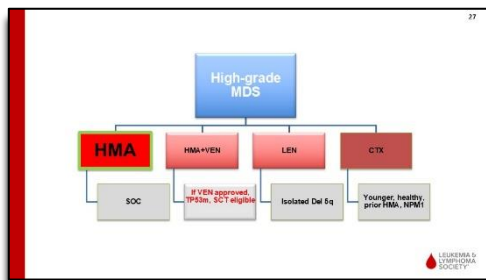 27
High-grade
MDS
HMA
HMA+VEN
LEN
CTX
SOC
If VEN approved,
TP53m, SCT eligible
Isolated Del 5q
Younger, healthy,
prior HMA, NPM1
LEUKEMIA &
LYMPHOMA
SOCIETY®